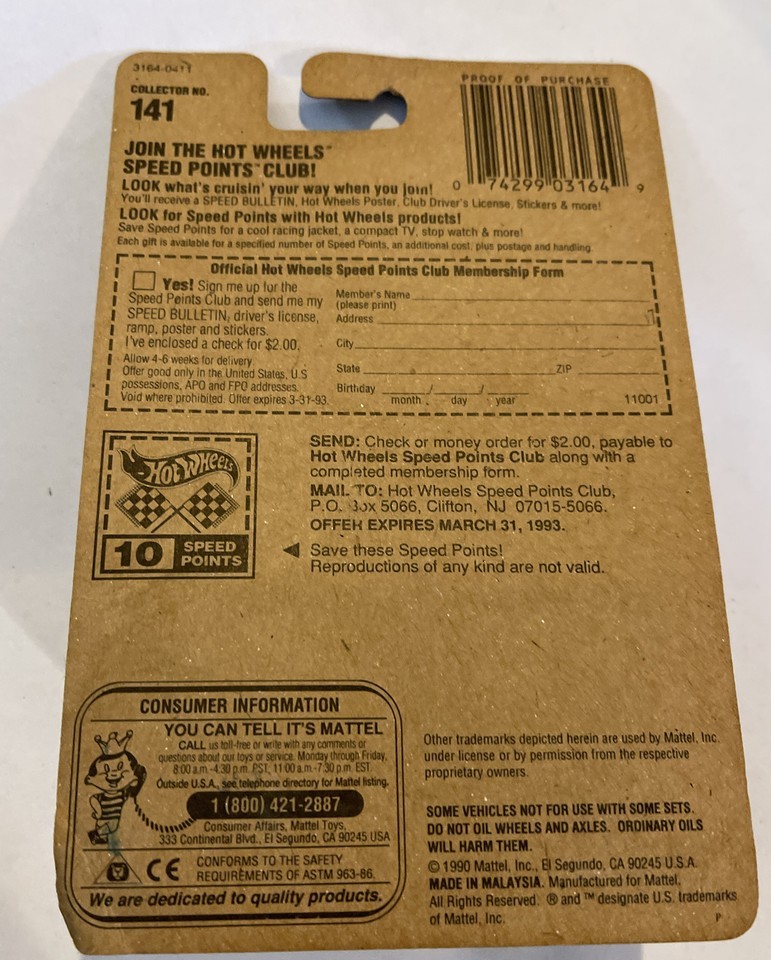 3164-0411
COLLECTOR NO.
141
PROOF OF PURCHASE
0 74299 03164 9
JOIN THE HOT WHEELS™
SPEED POINTS™ CLUB!
LOOK what's cruisin' your way when you join!
You'll receive a SPEED BULLETIN, Hot Wheels Poster, Club Driver's License, Stickers & more!
LOOK for Speed Points with Hot Wheels products!
Save Speed Points for a cool racing jacket, a compact TV, stop watch & more!
Each gift is available for a specified number of Speed Points, an additional cost, plus postage and handling.
Official Hot Wheels Speed Points Club Membership Form
Yes! Sign me up for the
Speed Points Club and send me my
SPEED BULLETIN, driver's license,
ramp, poster and stickers.
I've enclosed a check for $2.00.
Allow 4-6 weeks for delivery.
Offer good only in the United States, U.S
possessions, APO and FPO addresses.
Void where prohibited. Offer expires 3-31-93.
Member's Name
(please print)
Address
City
State ZIP
Birthday / /
month day year
11001
HOT WHEELS
10 SPEED
POINTS
SEND: Check or money order for $2.00, payable to
Hot Wheels Speed Points Club along with a
completed membership form.
MAIL TO: Hot Wheels Speed Points Club,
P.O. Box 5066, Clifton, NJ 07015-5066.
OFFER EXPIRES MARCH 31, 1993.
Save these Speed Points!
Reproductions of any kind are not valid.
CONSUMER INFORMATION
YOU CAN TELL IT'S MATTEL
CALL us toll-free or write with any comments or
questions about our toys or service. Monday through Friday,
8:00 a.m.-4:30 p.m. PST, 11:00 a.m.-7:30 p.m. EST.
Outside U.S.A., see telephone directory for Mattel listing.
1 (800) 421-2887
Consumer Affairs, Mattel Toys,
333 Continental Blvd., El Segundo, CA 90245 USA
CE CONFORMS TO THE SAFETY
REQUIREMENTS OF ASTM 963-86.
We are dedicated to quality products.
Other trademarks depicted herein are used by Mattel, Inc.
under license or by permission from the respective
proprietary owners.
SOME VEHICLES NOT FOR USE WITH SOME SETS.
DO NOT OIL WHEELS AND AXLES. ORDINARY OILS
WILL HARM THEM.
© 1990 Mattel, Inc., El Segundo, CA 90245 U.S.A.
MADE IN MALAYSIA. Manufactured for Mattel.
All Rights Reserved. ® and ™ designate U.S. trademarks
of Mattel, Inc.
P